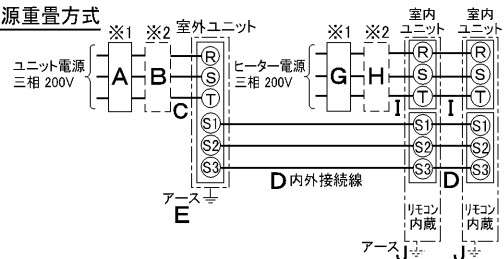 源重畳方式
※1 ※2 室外ユニット
ユニット電源
三相 200V
A B
C
R
S
T
S1
S2
S3
アース
E
※1 ※2
ヒーター電源
三相 200V
G H
I I
室内
ユニット
R
S
T
S1
S2
S3
リモコン
内蔵
室内
ユニット
R
S
T
S1
S2
S3
リモコン
内蔵
D 内外接続線
D
アース J
J